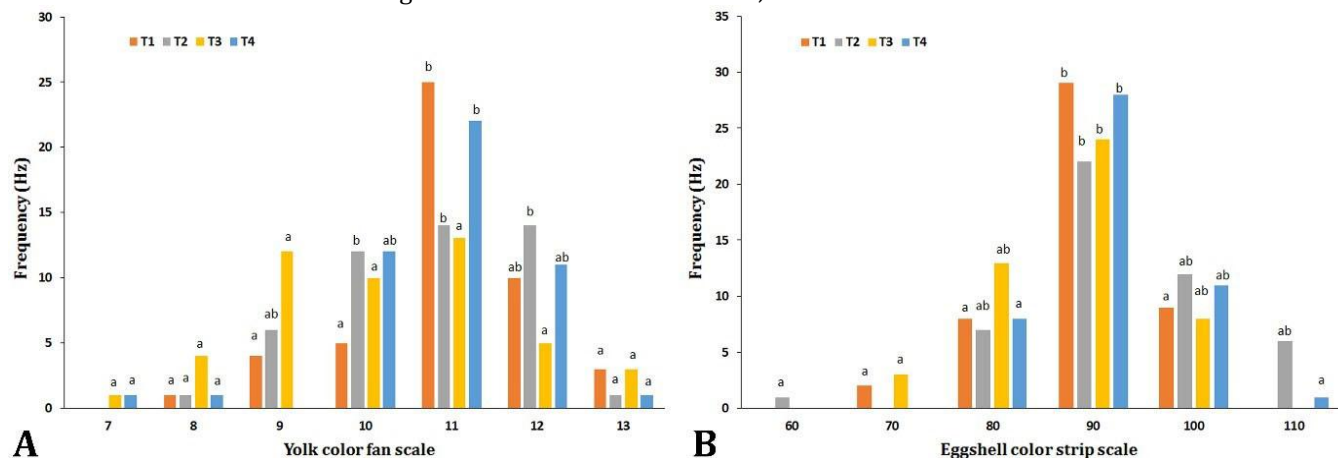 30
25
20
15
10
5
0
Frequency (Hz)
T1 T2 T3 T4
a a
a a a a
a ab a
a b a ab
b b a b
ab b a ab
a a a a
7 8 9 10 11 12 13
Yolk color fan scale
A
35
30
25
20
15
10
5
0
Frequency (Hz)
T1 T2 T3 T4
a
a a
a ab ab a
b b b b
a ab ab ab
ab a
60 70 80 90 100 110
Eggshell color strip scale
B